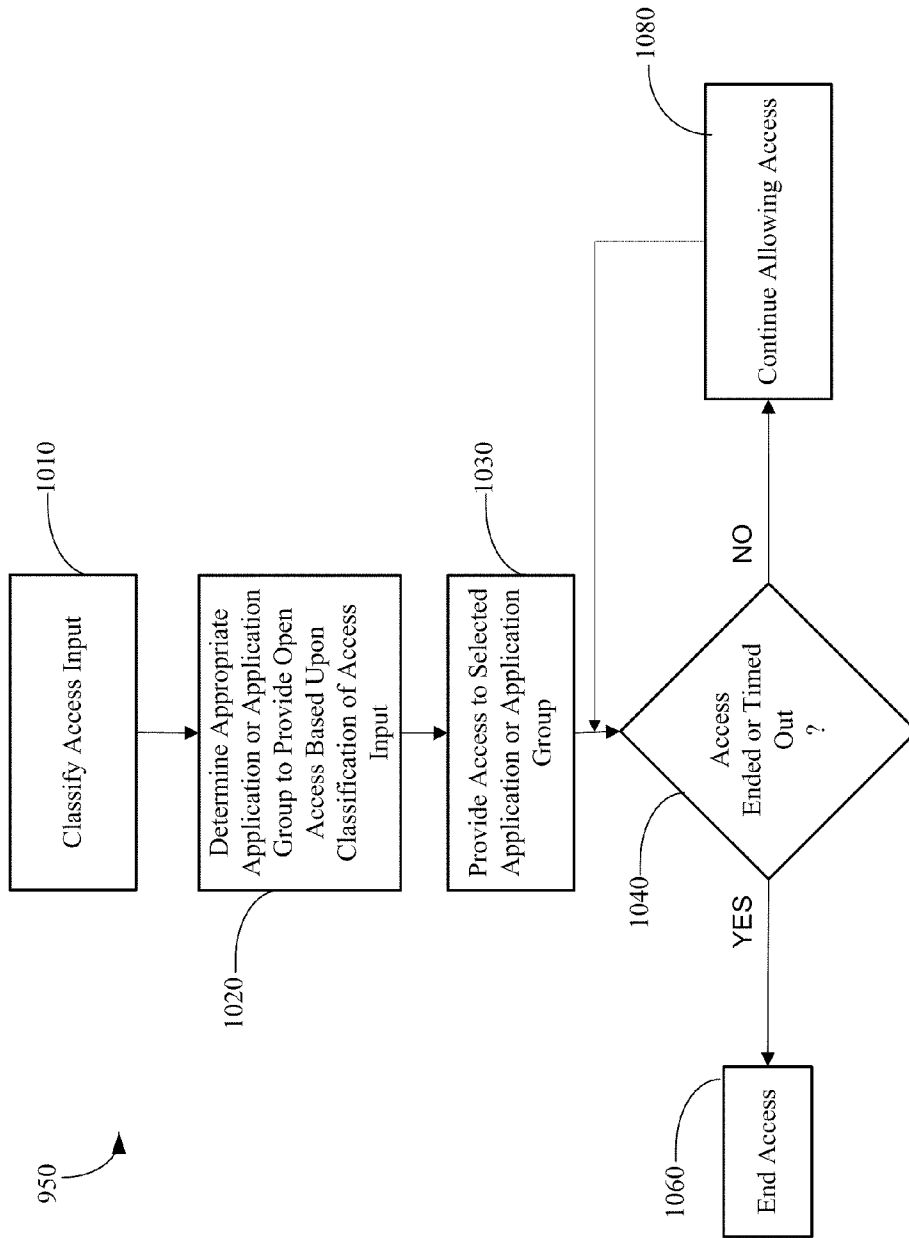 950
1010
Classify Access Input
1020
Determine Appropriate
Application or Application
Group to Provide Open
Access Based Upon
Classification of Access
Input
1030
Provide Access to Selected
Application or Application
Group
1040
Access
Ended or Timed
Out
?
YES
NO
1060
End Access
1080
Continue Allowing Access